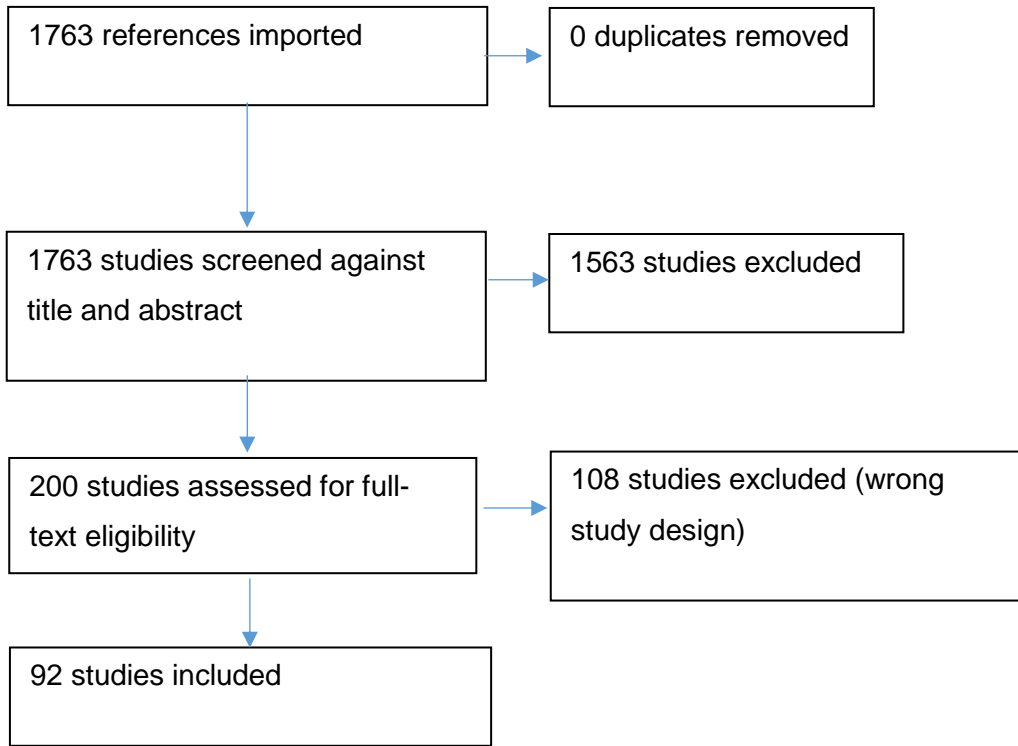 1763 references imported
0 duplicates removed
1763 studies screened against
title and abstract
1563 studies excluded
200 studies assessed for full-
text eligibility
108 studies excluded (wrong
study design)
92 studies included